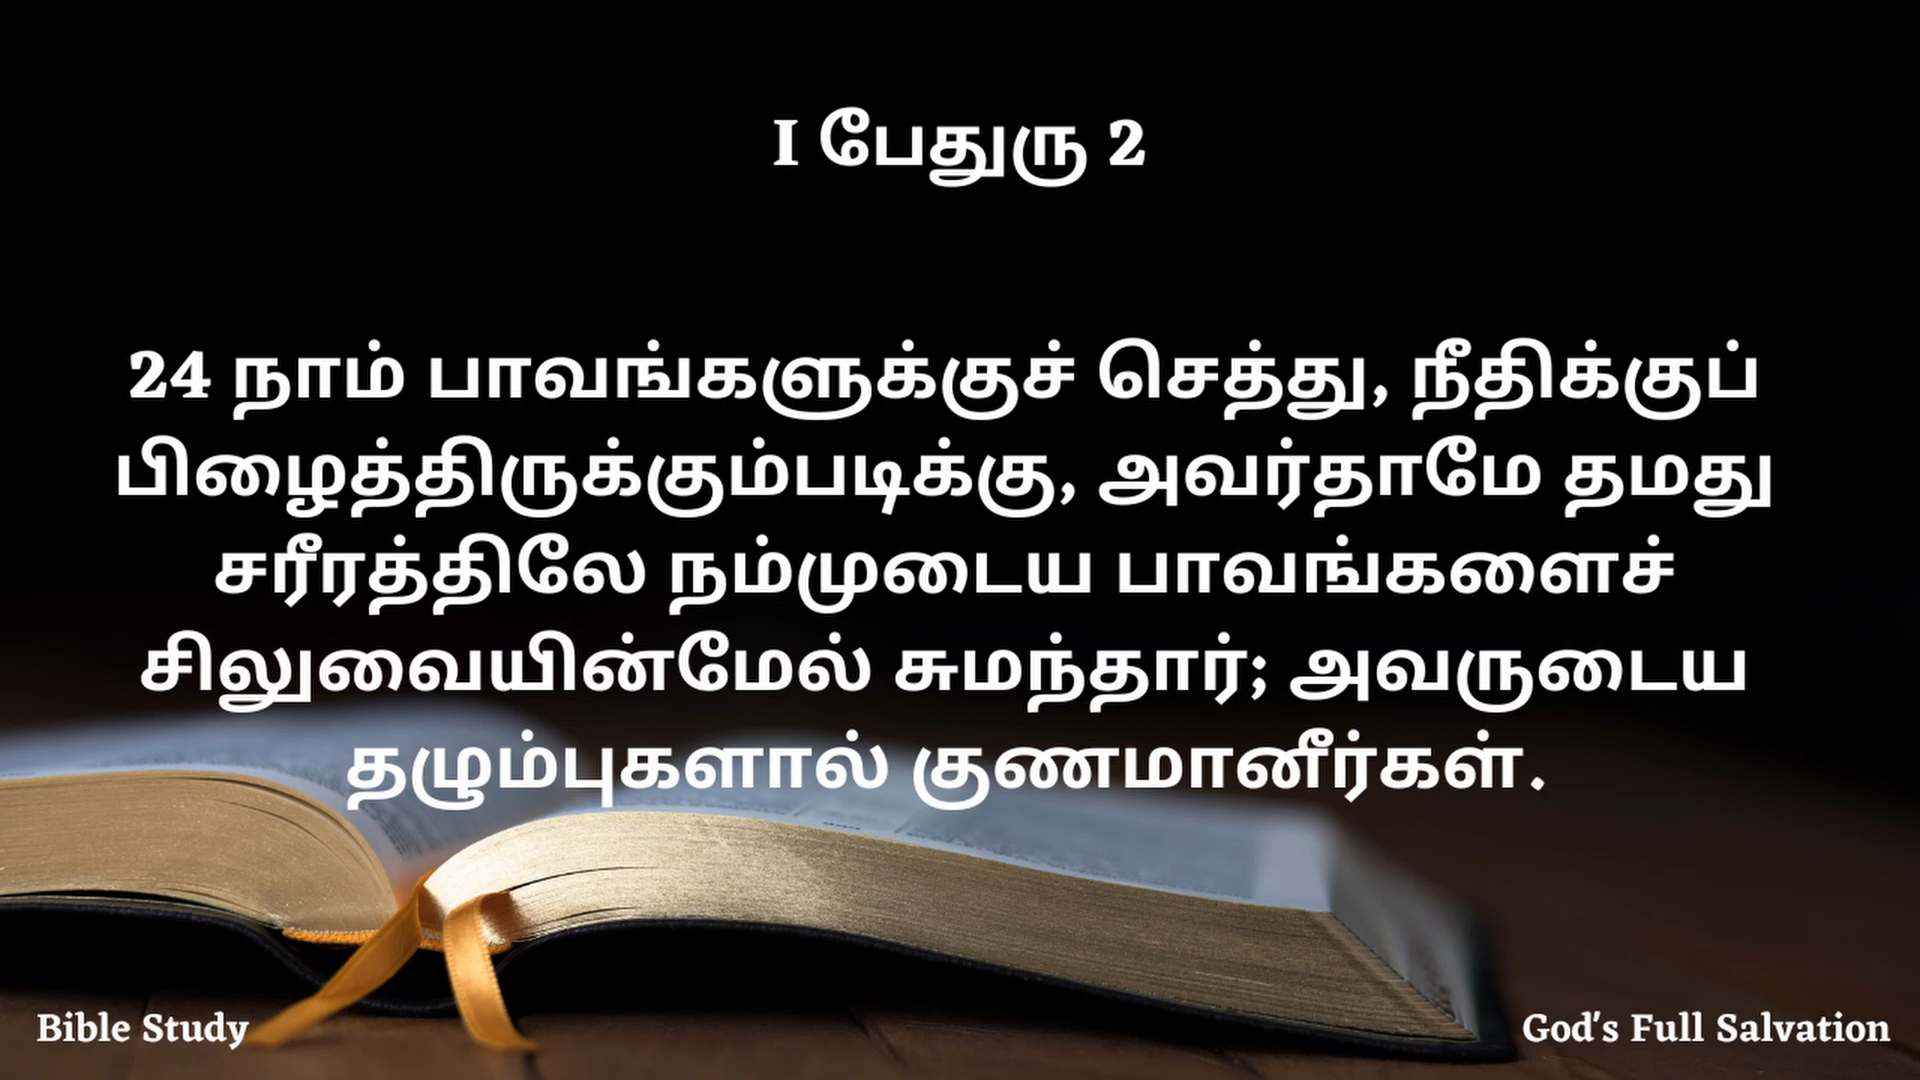 I பேதுரு 2
24 நாம் பாவங்களுக்குச் செத்து, நீதிக்குப்
பிழைத்திருக்கும்படிக்கு, அவர்தாமே தமது
சரீரத்திலே நம்முடைய பாவங்களைச்
சிலுவையின்மேல் சுமந்தார்; அவருடைய
தழும்புகளால் குணமானீர்கள்.
Bible Study
God's Full Salvation